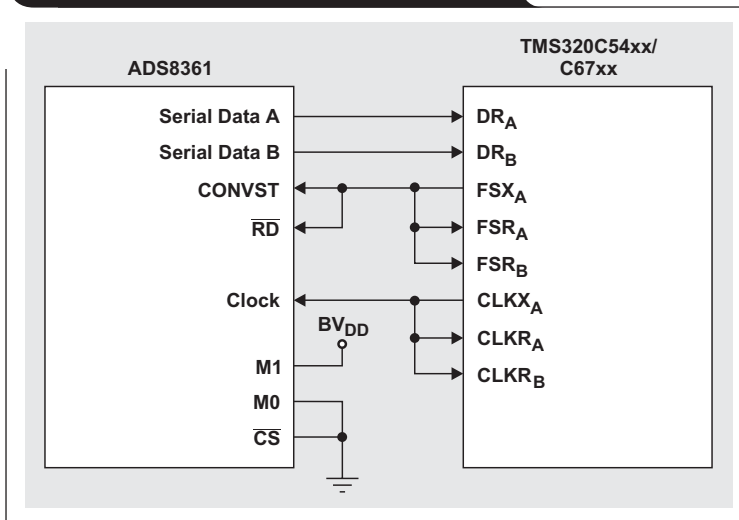 TMS320C54xx/
C67xx
ADS8361
Serial Data A
Serial Data B
CONVST
RD
Clock
BVDD
M1
M0
CS
DRA
DRB
FSXA
FSRA
FSRB
CLKXA
CLKRA
CLKRB